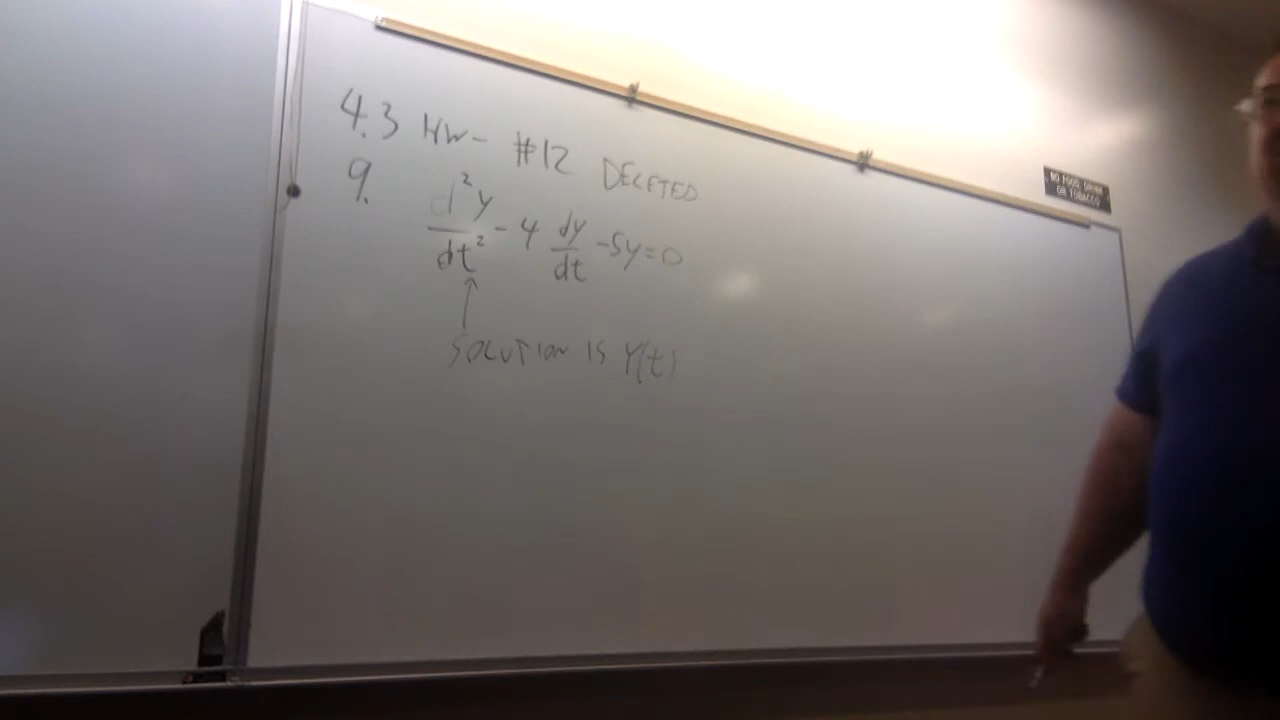 4.3 HW- #12 DELETED
9. d²y/dt² - 4 dy/dt - 5y = 0
↑
SOLUTION IS Y(t)
NO FOOD, DRINK
OR TOBACCO